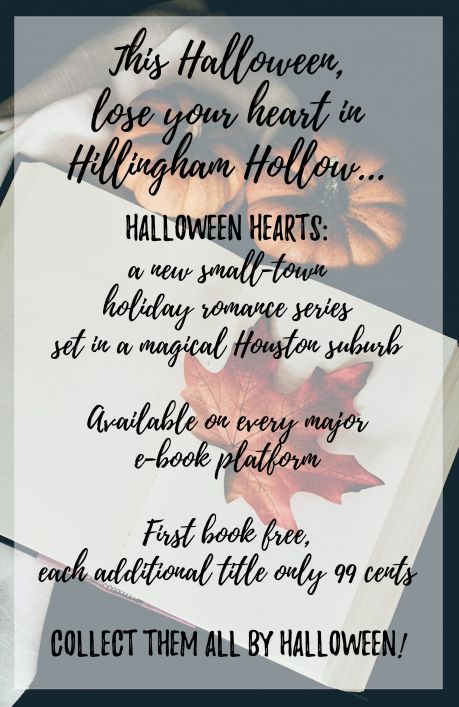 This Halloween,
lose your heart in
Hillingham Hollow...
HALLOWEEN HEARTS:
a new small-town
holiday romance series
set in a magical Houston suburb
Available on every major
e-book platform
First book free,
each additional title only 99 cents
COLLECT THEM ALL BY HALLOWEEN!